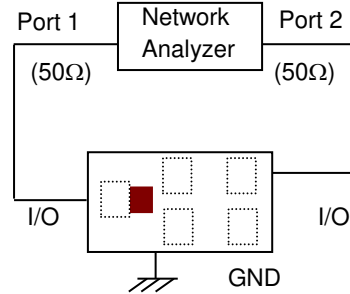 Port 1
Network
Analyzer
Port 2
(50Ω)
(50Ω)
I/O
I/O
GND